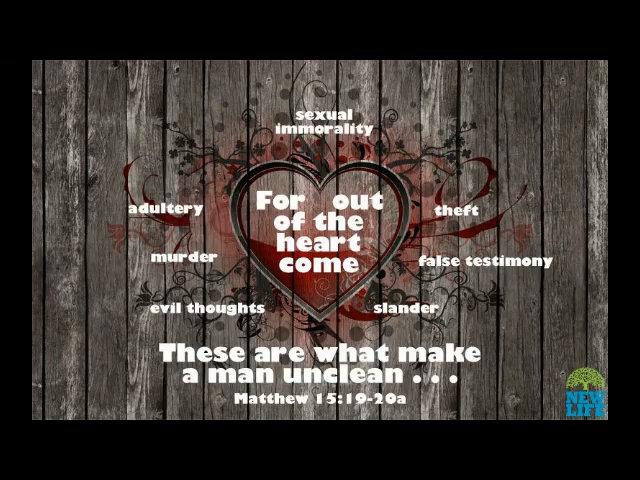 sexual
immorality
For out
of the
heart
come
adultery
theft
murder
false testimony
evil thoughts
slander
These are what make
a man unclean . . .
Matthew 15:19-20a
NEW
LIFE